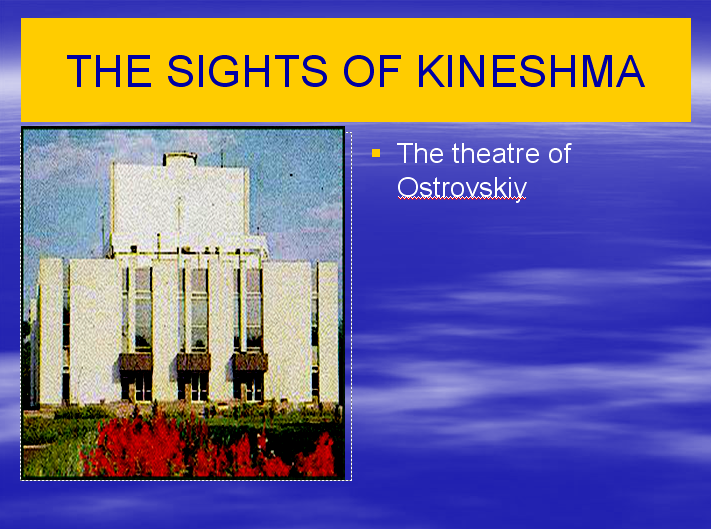 THE SIGHTS OF KINESHMA
The theatre of
Ostrovskiy